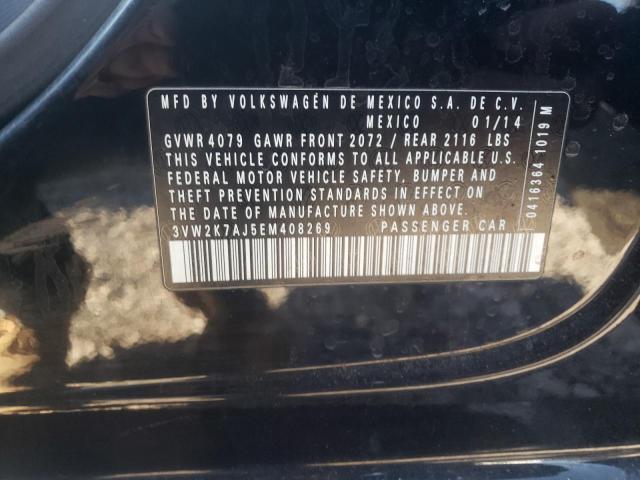 MFD BY VOLKSWAGEN DE MEXICO S.A. DE C.V.
MEXICO 01/14
GVWR 4079 GAWR FRONT 2072 / REAR 2116 LBS
THIS VEHICLE CONFORMS TO ALL APPLICABLE U.S.
FEDERAL MOTOR VEHICLE SAFETY, BUMPER AND
THEFT PREVENTION STANDARDS IN EFFECT ON
THE DATE OF MANUFACTURE SHOWN ABOVE.
3VW2K7AJ5EM408269 PASSENGER CAR
0416364 1019 M